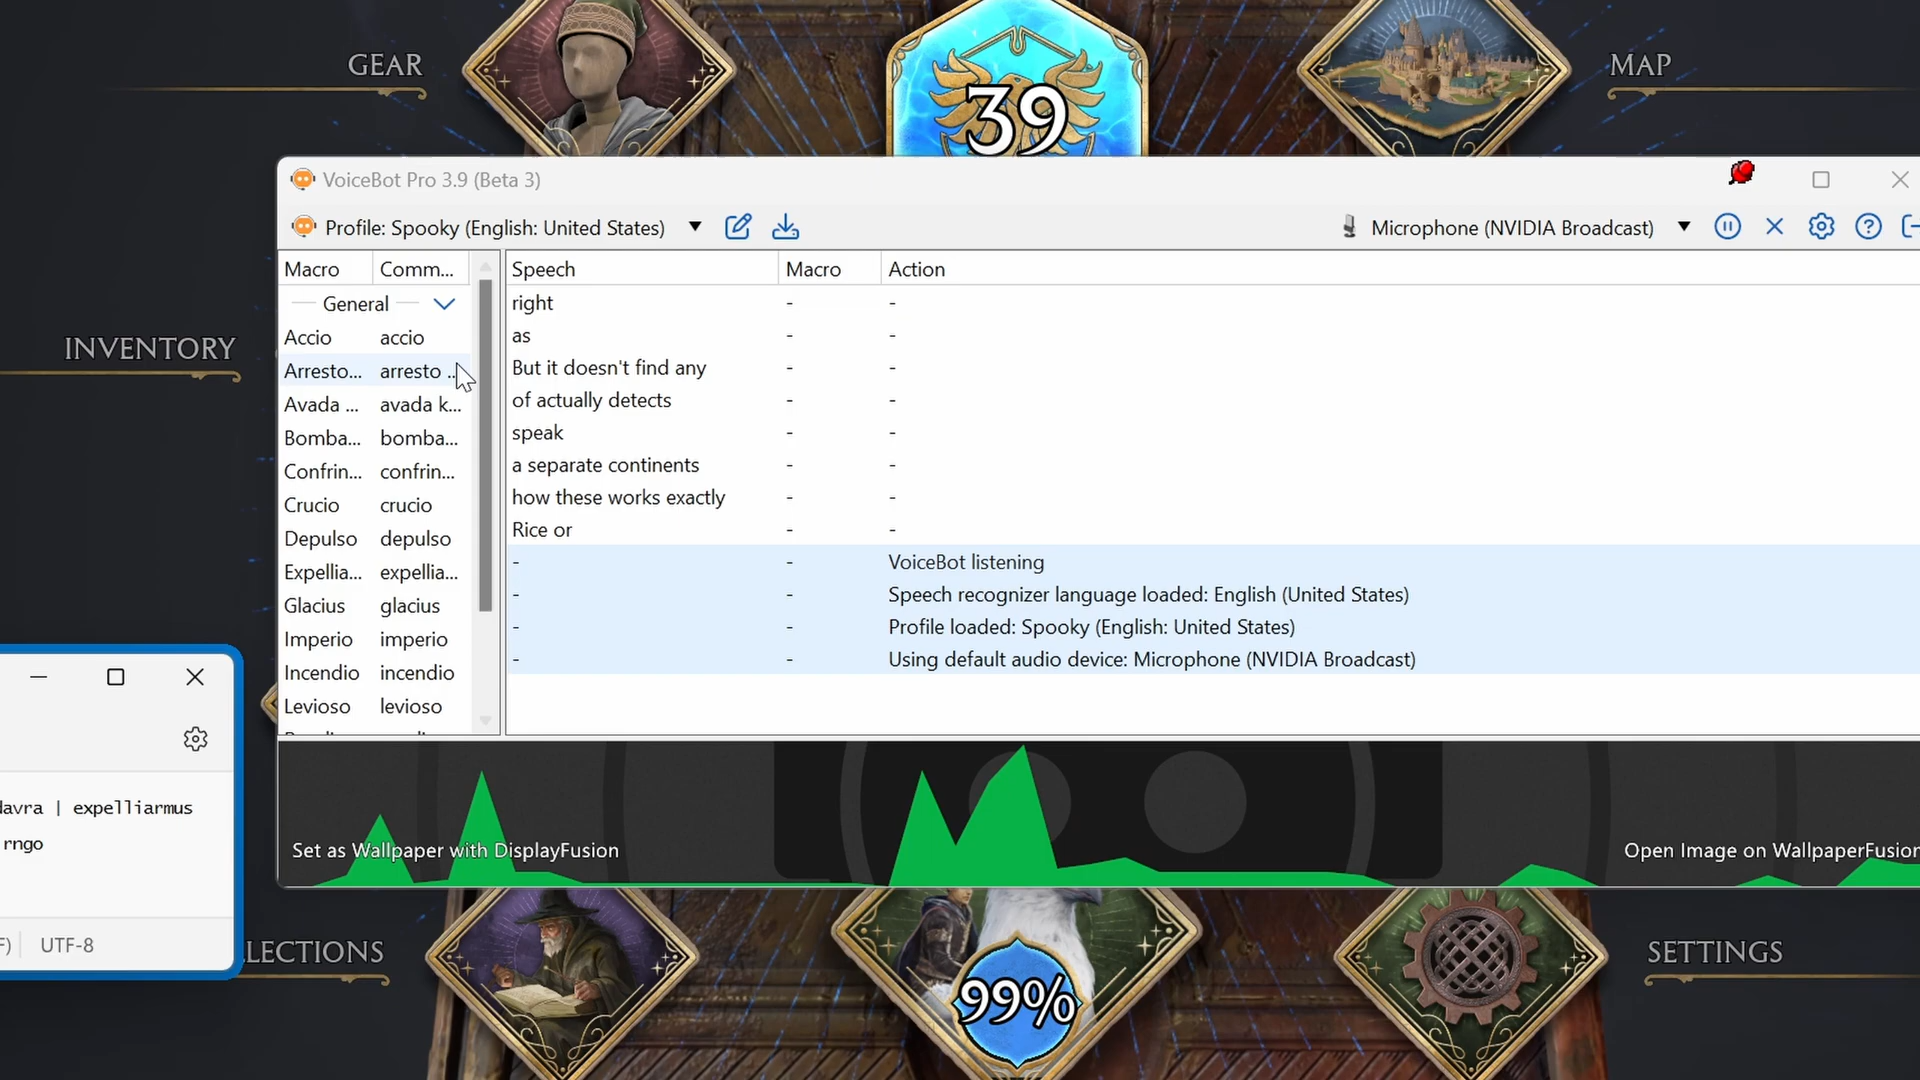 GEAR
39
MAP
VoiceBot Pro 3.9 (Beta 3)
Profile: Spooky (English: United States)
Microphone (NVIDIA Broadcast)
Macro Comm... Speech Macro Action
General
INVENTORY
Accio accio
Arresto... arresto ..
Avada ... avada k...
Bomba... bomba...
Confrin... confrin...
Crucio crucio
Depulso depulso
Expellia... expellia...
Glacius glacius
Imperio imperio
Incendio incendio
Levioso levioso
right - -
as - -
But it doesn't find any - -
of actually detects - -
speak - -
a separate continents - -
how these works exactly - -
Rice or - -
- - VoiceBot listening
- - Speech recognizer language loaded: English (United States)
- - Profile loaded: Spooky (English: United States)
- - Using default audio device: Microphone (NVIDIA Broadcast)
davra | expelliarmus
rngo
UTF-8
Set as Wallpaper with DisplayFusion
Open Image on WallpaperFusion
LECTIONS
99%
SETTINGS